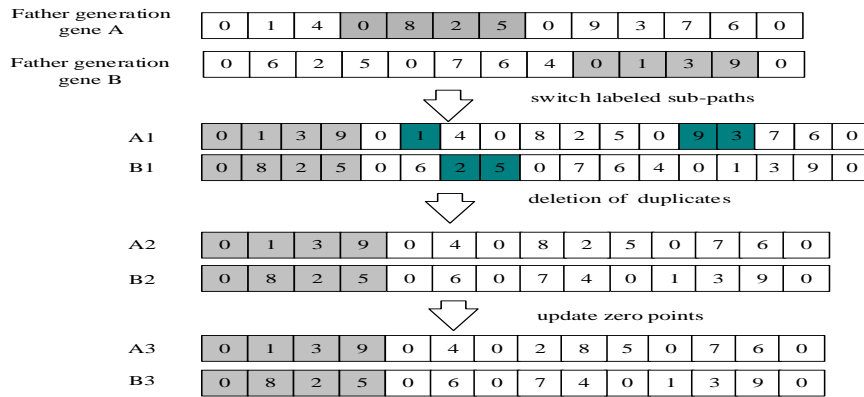 Father generation
gene A
0 1 4 0 8 2 5 0 9 3 7 6 0
Father generation
gene B
0 6 2 5 0 7 6 4 0 1 3 9 0
switch labeled sub-paths
A1 0 1 3 9 0 1 4 0 8 2 5 0 9 3 7 6 0
B1 0 8 2 5 0 6 2 5 0 7 6 4 0 1 3 9 0
deletion of duplicates
A2 0 1 3 9 0 4 0 8 2 5 0 7 6 0
B2 0 8 2 5 0 6 0 7 4 0 1 3 9 0
update zero points
A3 0 1 3 9 0 4 0 2 8 5 0 7 6 0
B3 0 8 2 5 0 6 0 7 4 0 1 3 9 0